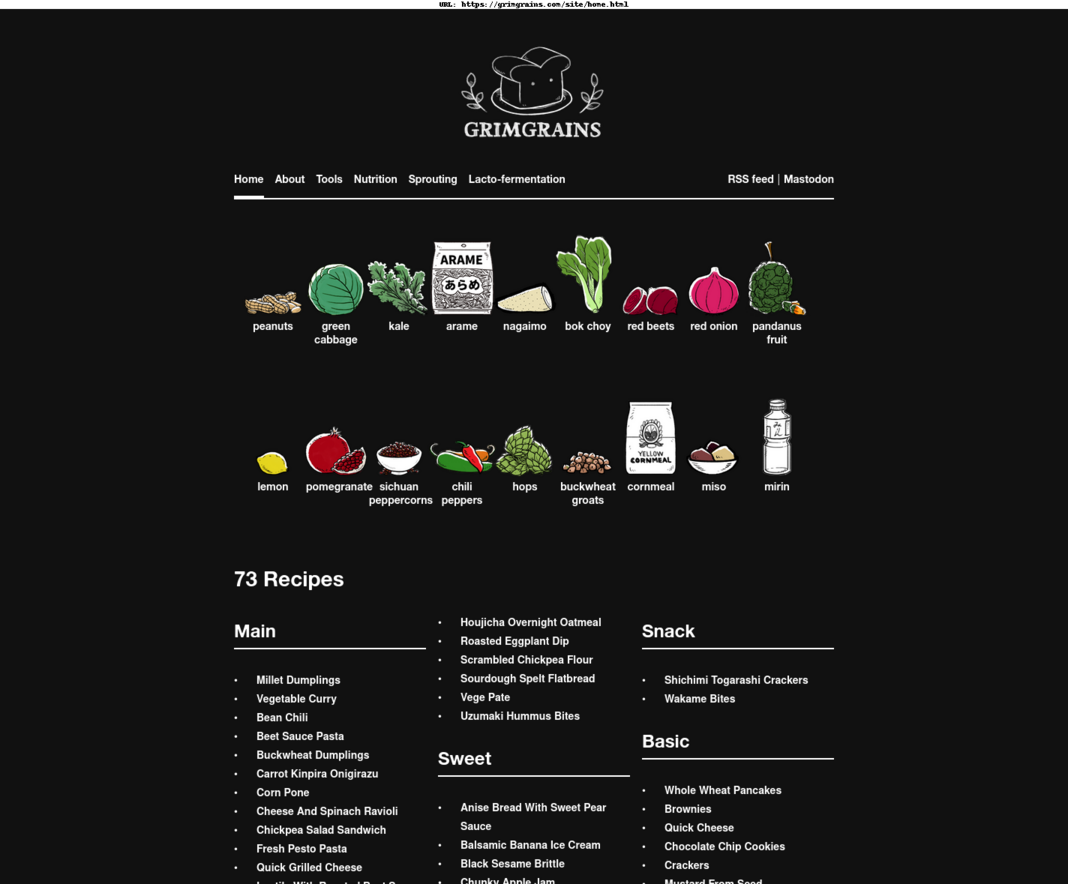 URL: https://grimgrains.com/site/home.html
GRIMGRAINS
Home About Tools Nutrition Sprouting Lacto-fermentation RSS feed | Mastodon
ARAME
あらめ
peanuts
green
cabbage
kale
arame
nagaimo
bok choy
red beets
red onion
pandanus
fruit
YELLOW
CORNMEAL
みりん
lemon
pomegranate
sichuan
peppercorns
chili
peppers
hops
buckwheat
groats
cornmeal
miso
mirin
73 Recipes
Main
• Millet Dumplings
• Vegetable Curry
• Bean Chili
• Beet Sauce Pasta
• Buckwheat Dumplings
• Carrot Kinpira Onigirazu
• Corn Pone
• Cheese And Spinach Ravioli
• Chickpea Salad Sandwich
• Fresh Pesto Pasta
• Quick Grilled Cheese
• Houjicha Overnight Oatmeal
• Roasted Eggplant Dip
• Scrambled Chickpea Flour
• Sourdough Spelt Flatbread
• Vege Pate
• Uzumaki Hummus Bites
Sweet
• Anise Bread With Sweet Pear
Sauce
• Balsamic Banana Ice Cream
• Black Sesame Brittle
• Chunky Apple Jam
Snack
• Shichimi Togarashi Crackers
• Wakame Bites
Basic
• Whole Wheat Pancakes
• Brownies
• Quick Cheese
• Chocolate Chip Cookies
• Crackers
• Mustard From Seed